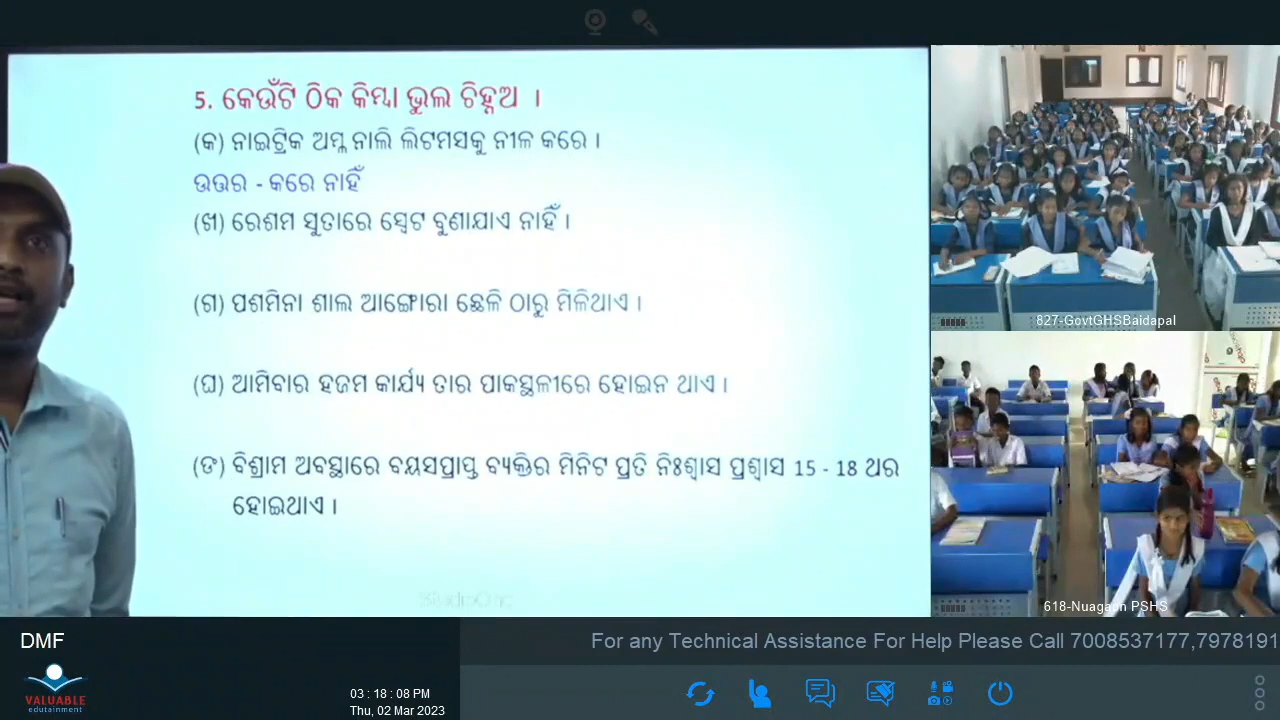 5. କେଉଁଟି ଠିକ କିମ୍ବା ଭୁଲ ଚିହ୍ନଅ ।
(କ) ନାଇଟ୍ରିକ ଅମ୍ଳ ନାଲି ଲିଟମସକୁ ନୀଳ କରେ ।
ଉତ୍ତର - କରେ ନାହିଁ
(ଖ) ରେଶମ ସୁତାରେ ସ୍ୱେଟ ବୁଣାଯାଏ ନାହିଁ ।
(ଗ) ପଶମିନା ଶାଲ ଆଙ୍ଗୋରା ଛେଳି ଠାରୁ ମିଳିଥାଏ ।
(ଘ) ଆମିବାର ହଜମ କାର୍ଯ୍ୟ ତାର ପାକସ୍ଥଳୀରେ ହୋଇନ ଥାଏ ।
(ଙ) ବିଶ୍ରାମ ଅବସ୍ଥାରେ ବୟସପ୍ରାପ୍ତ ବ୍ୟକ୍ତିର ମିନିଟ ପ୍ରତି ନିଃଶ୍ୱାସ ପ୍ରଶ୍ୱାସ 15 - 18 ଥର
ହୋଇଥାଏ ।
827-GovtGHSBaidapal
618-Nuagaon PSHS
DMF
For any Technical Assistance For Help Please Call 7008537177,7978191
VALUABLE
edutainment
03 : 18 : 08 PM
Thu, 02 Mar 2023